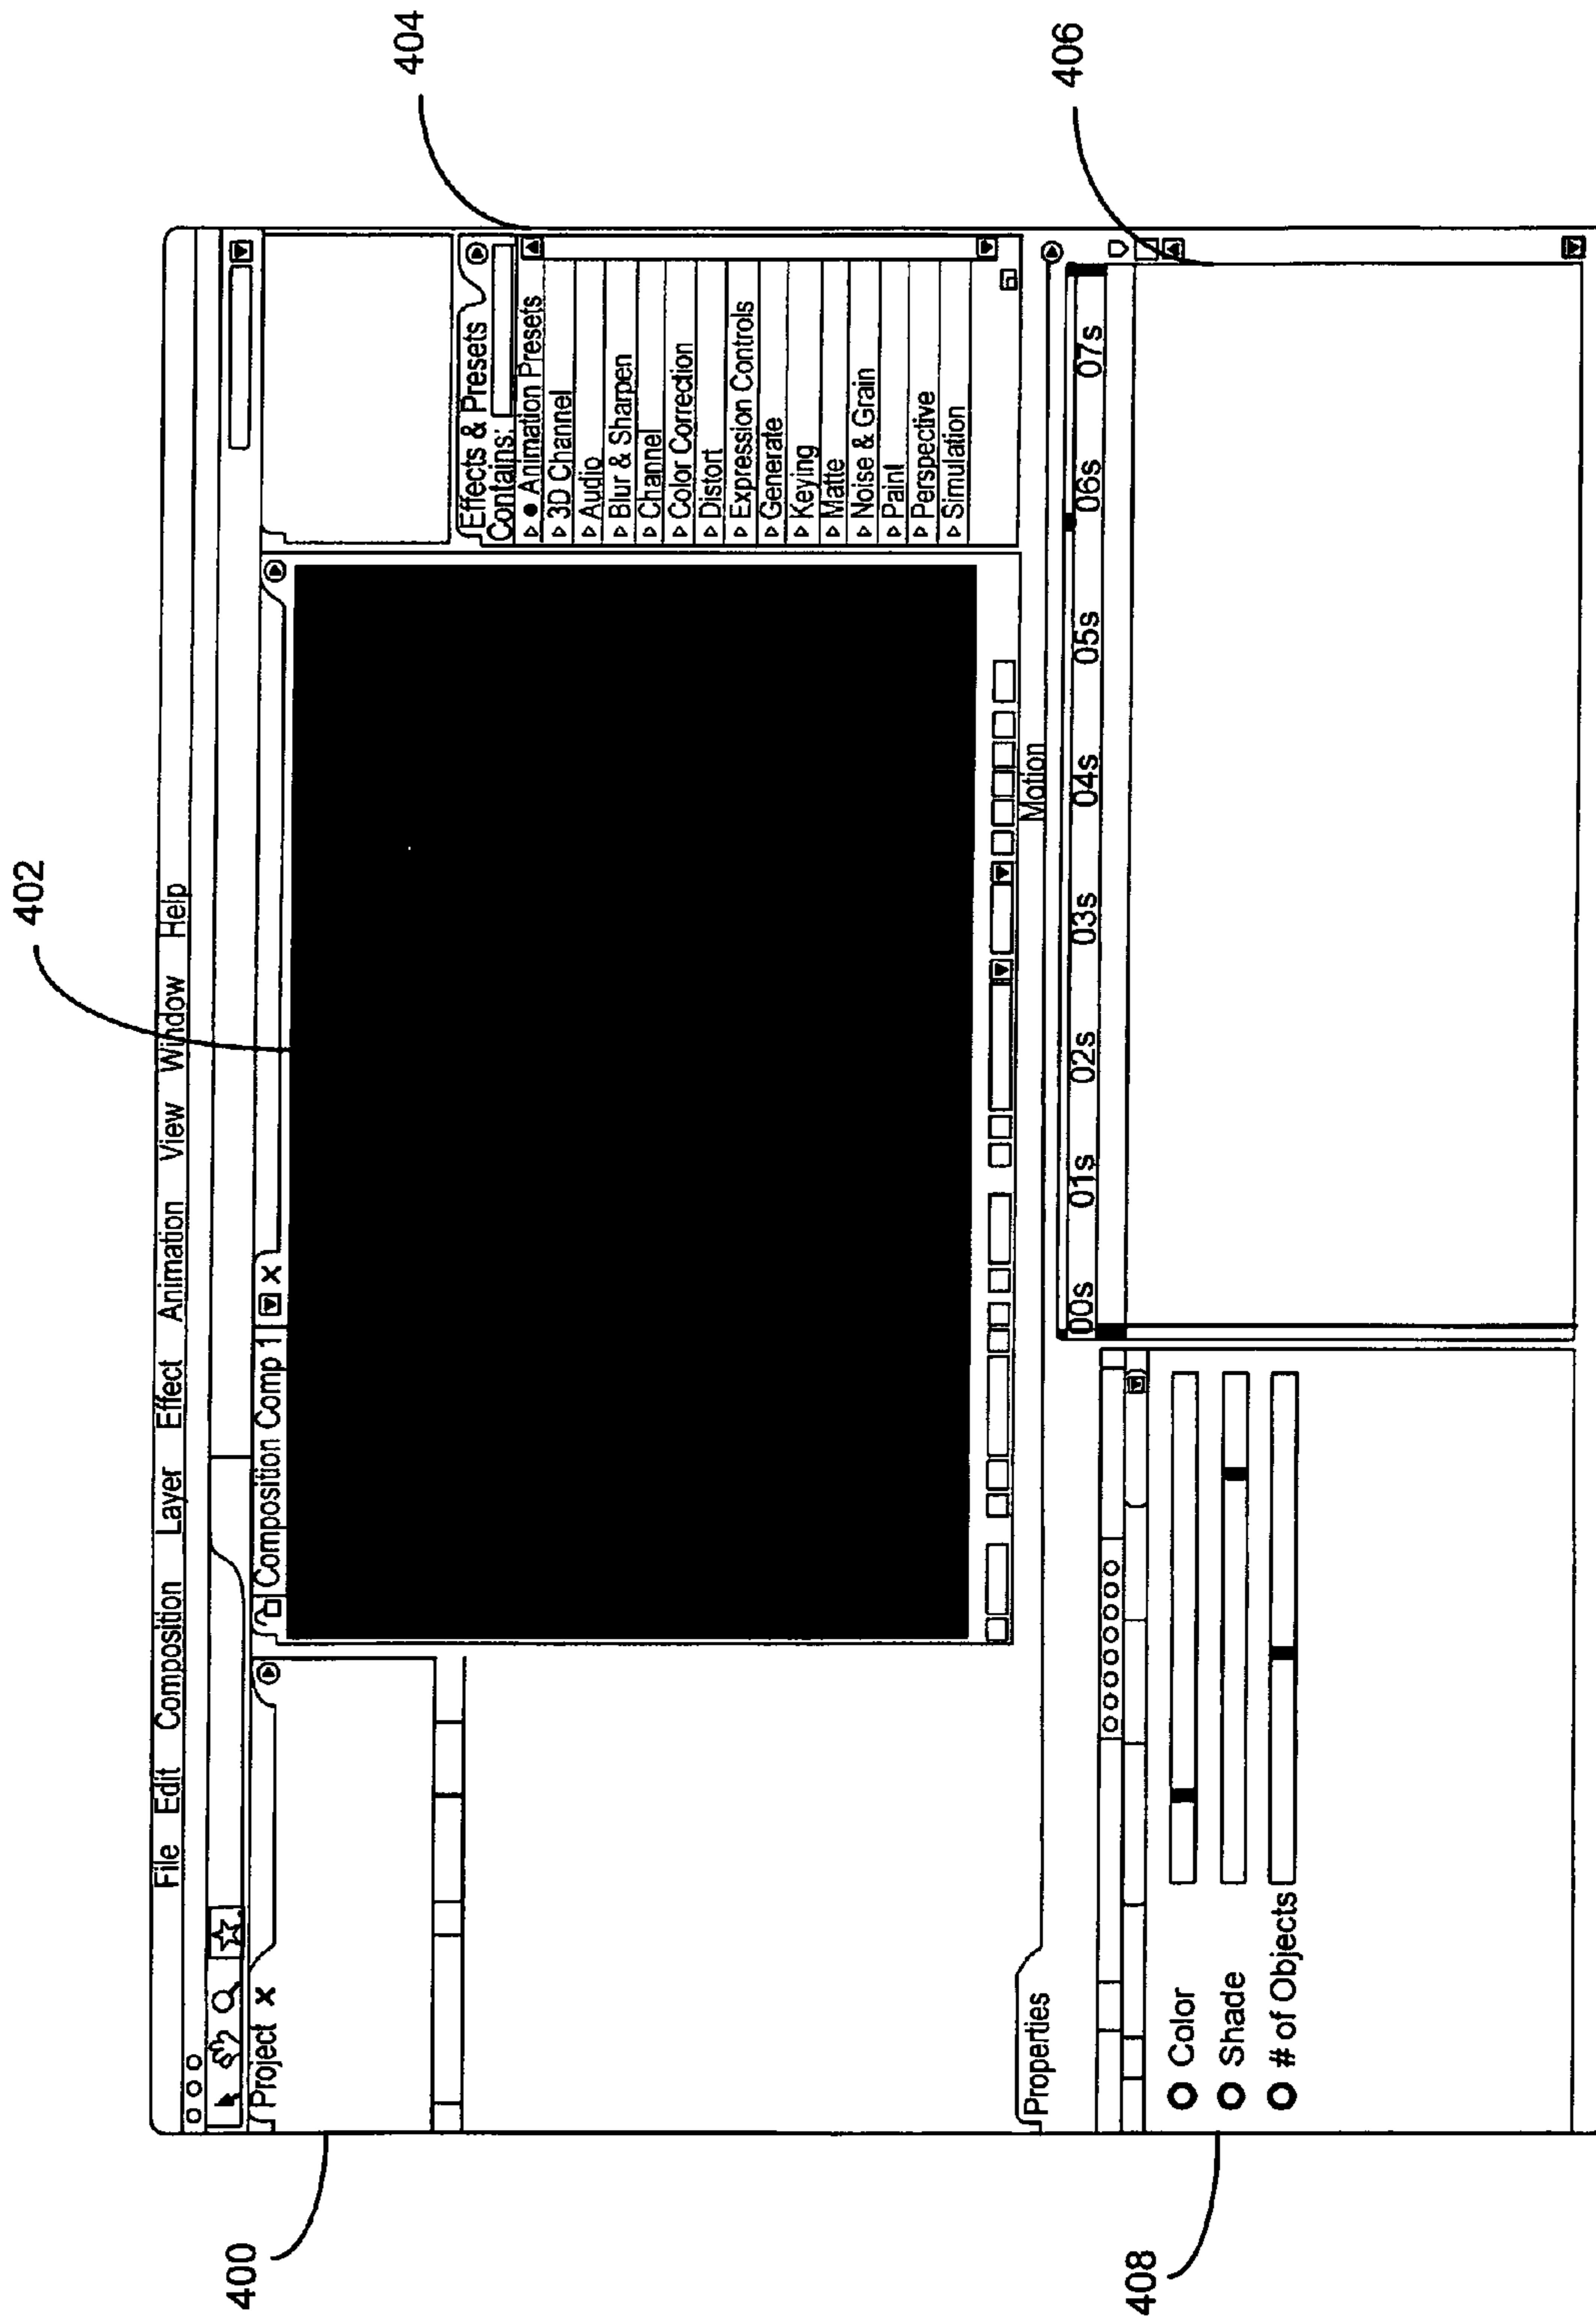 402
File Edit Composition Layer Effect Animation View Window Help
400
Project x
Composition Comp 1 x
404
Effects & Presets
Contains:
Animation Presets
3D Channel
Audio
Blur & Sharpen
Channel
Color Correction
Distort
Expression Controls
Generate
Keying
Matte
Noise & Grain
Paint
Perspective
Simulation
Properties
Motion
406
00s 01s 02s 03s 04s 05s 06s 07s
408
Color
Shade
# of Objects